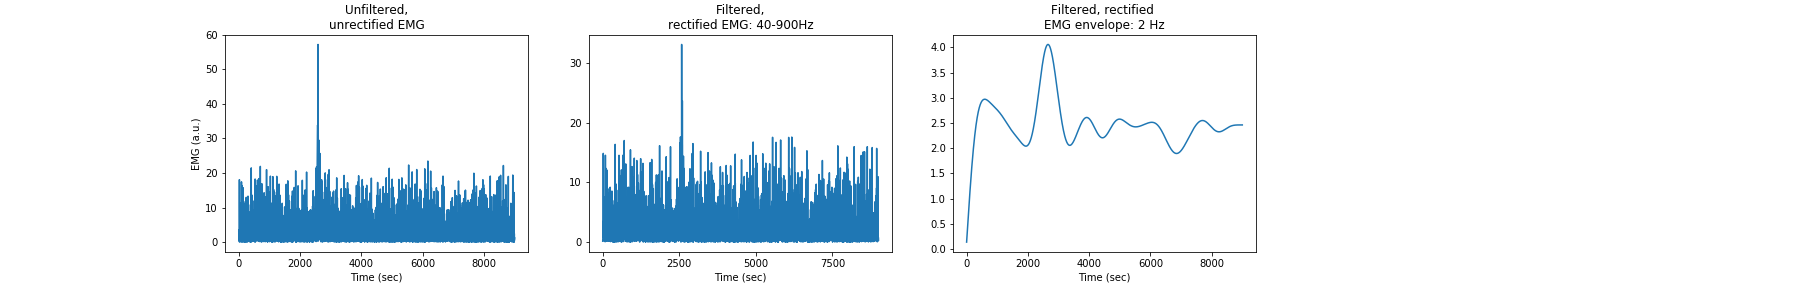 Unfiltered,
unrectified EMG
60
50
40
30
20
10
0
EMG (a.u.)
0 2000 4000 6000 8000
Time (sec)
Filtered,
rectified EMG: 40-900Hz
30
20
10
0
0 2500 5000 7500
Time (sec)
Filtered, rectified
EMG envelope: 2 Hz
4.0
3.5
3.0
2.5
2.0
1.5
1.0
0.5
0.0
0 2000 4000 6000 8000
Time (sec)